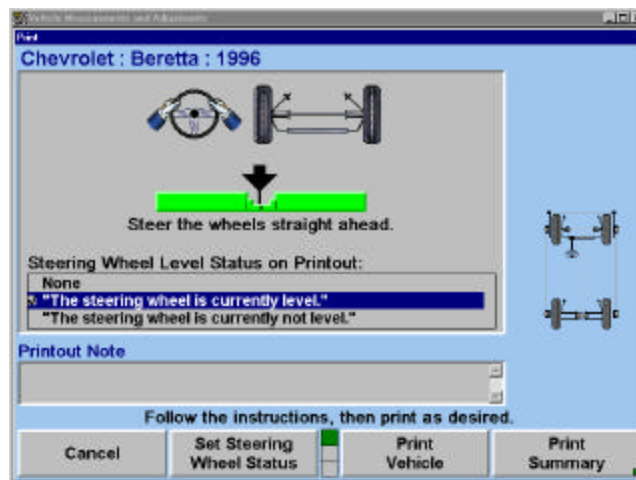 Vehicle Measurements and Adjustments
Print
Chevrolet : Beretta : 1996
Steer the wheels straight ahead.
Steering Wheel Level Status on Printout:
None
"The steering wheel is currently level."
"The steering wheel is currently not level."
Printout Note
Follow the instructions, then print as desired.
Cancel
Set Steering
Wheel Status
Print
Vehicle
Print
Summary